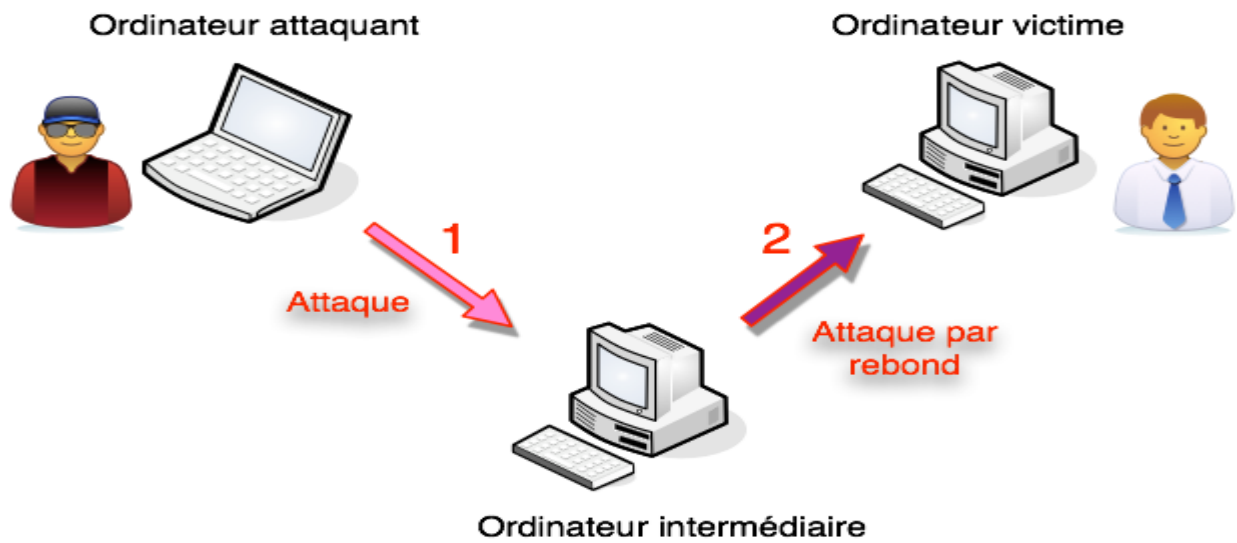 Ordinateur attaquant
Ordinateur victime
1
2
Attaque
Attaque par
rebond
Ordinateur intermédiaire